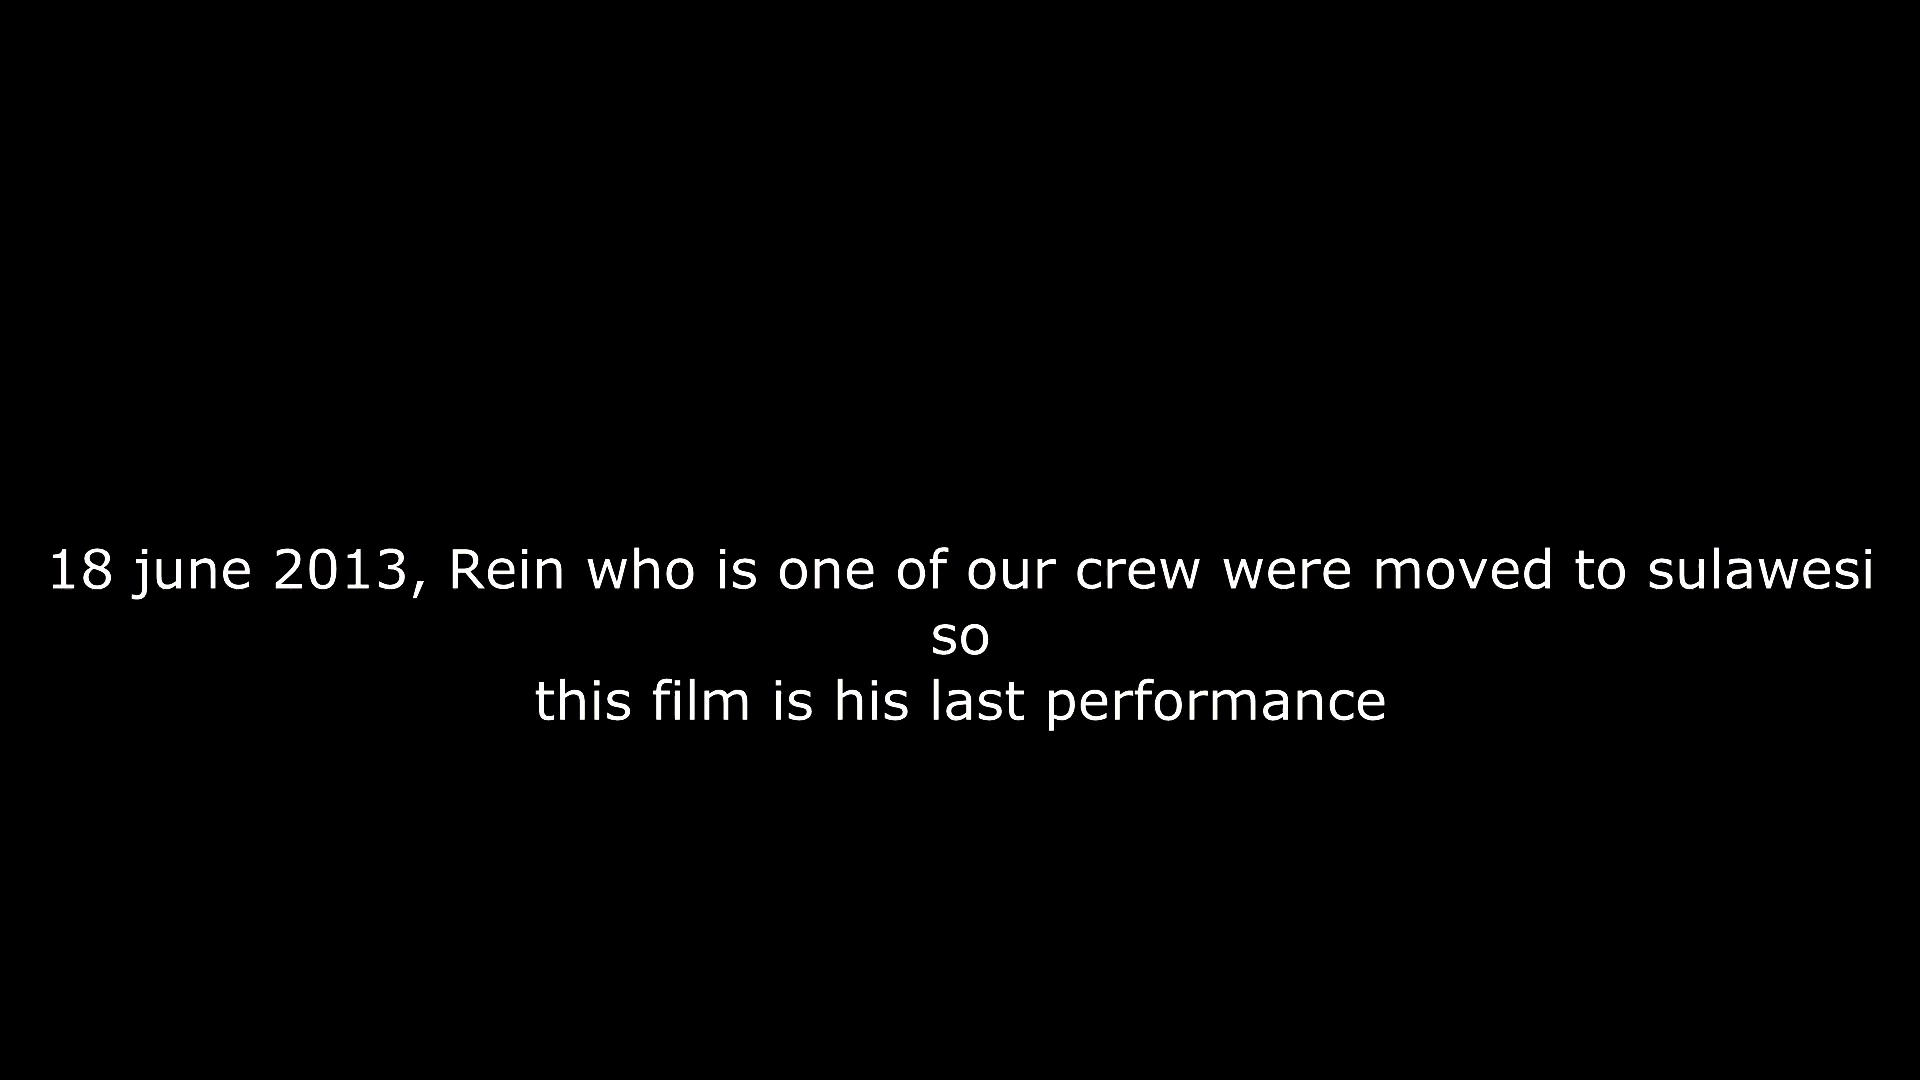 18 june 2013, Rein who is one of our crew were moved to sulawesi
so
this film is his last performance